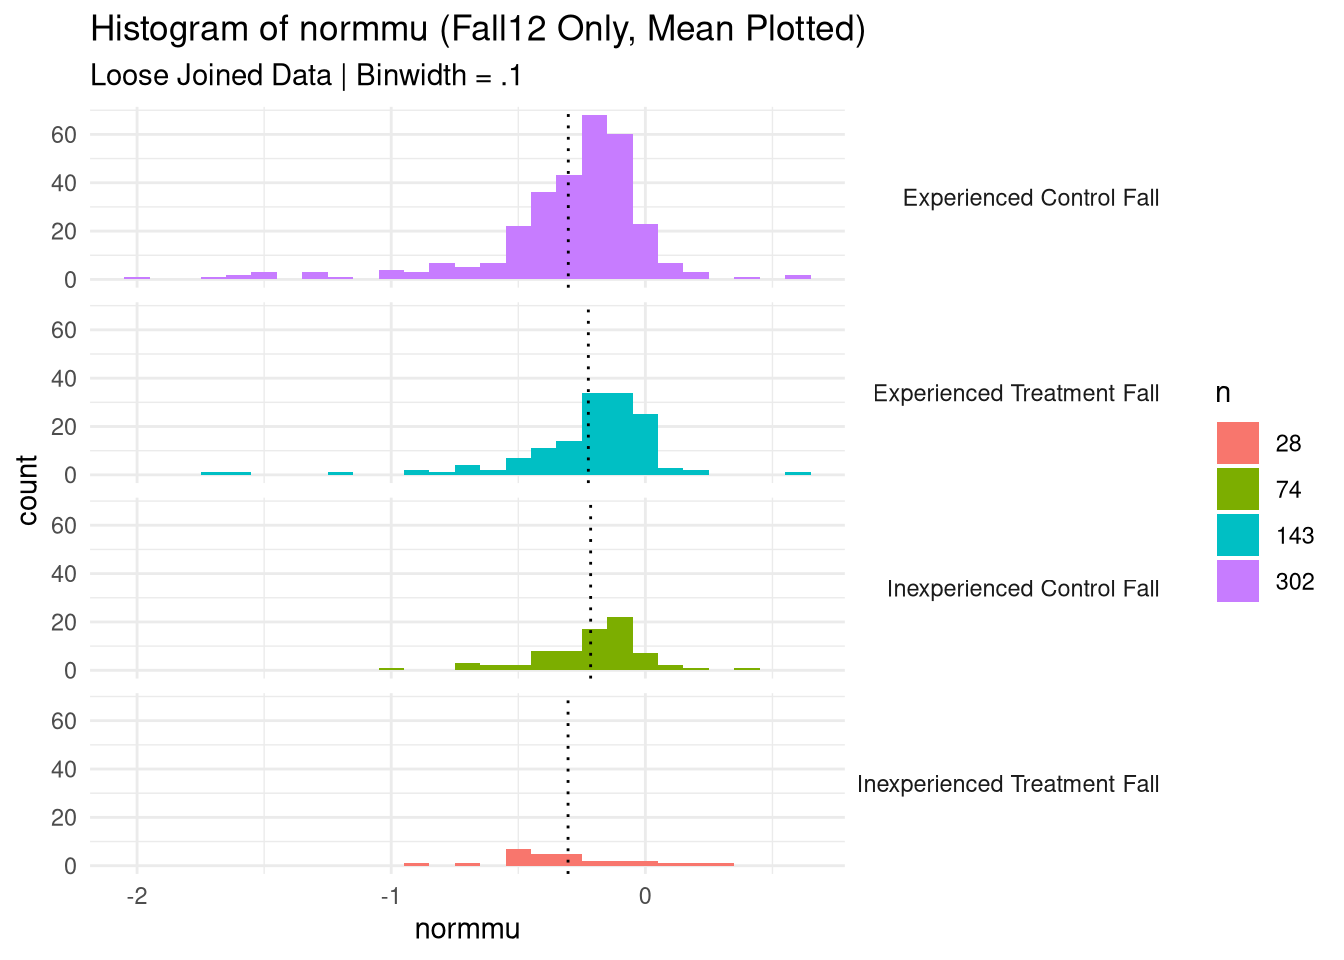 Histogram of normmu (Fall12 Only, Mean Plotted)
Loose Joined Data | Binwidth = .1
60
40
20
0
Experienced Control Fall
60
40
20
0
Experienced Treatment Fall
60
40
20
0
Inexperienced Control Fall
60
40
20
0
Inexperienced Treatment Fall
-2
-1
0
normmu
count
n
28
74
143
302